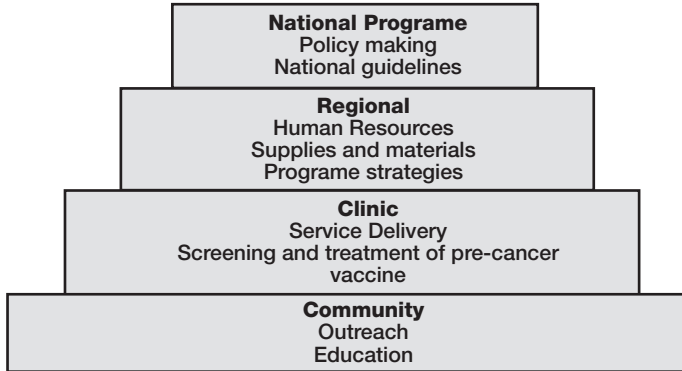 National Programe
Policy making
National guidelines
Regional
Human Resources
Supplies and materials
Programe strategies
Clinic
Service Delivery
Screening and treatment of pre-cancer
vaccine
Community
Outreach
Education